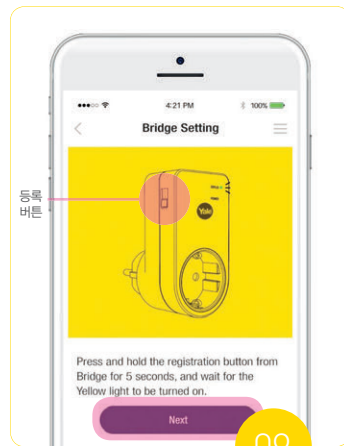 4:21 PM
100%
Bridge Setting
등록
버튼
Yale
Press and hold the registration button from
Bridge for 5 seconds, and wait for the
Yellow light to be turned on.
Next